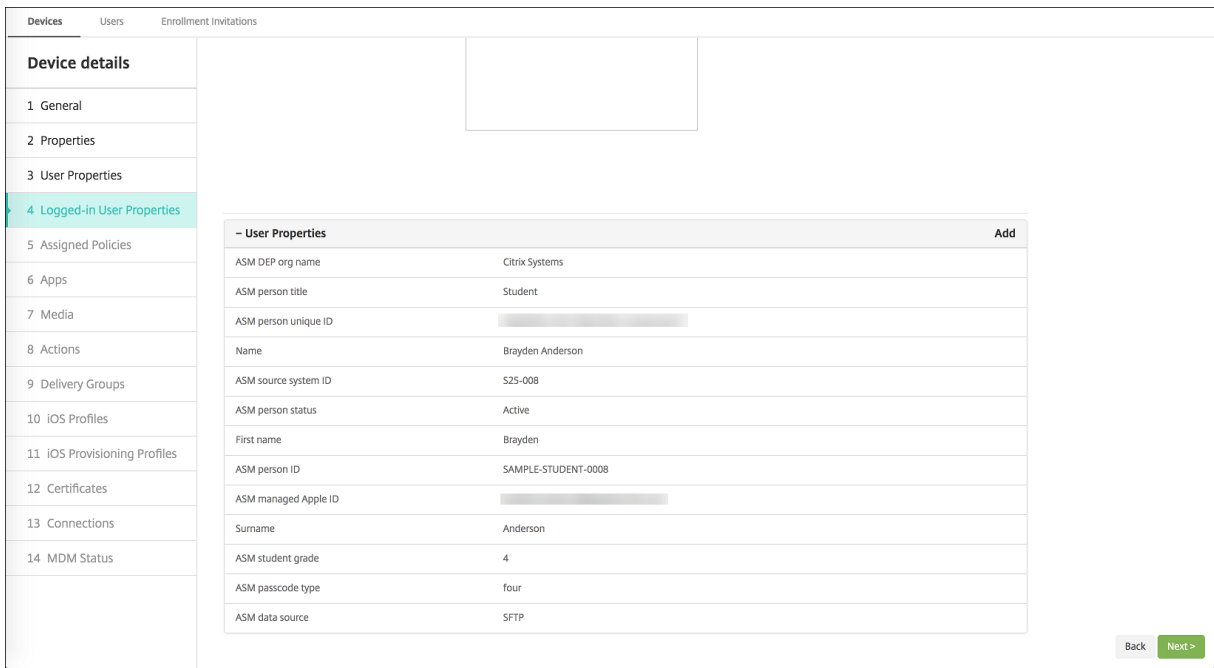 Devices Users Enrollment Invitations
Device details
1 General
2 Properties
3 User Properties
4 Logged-in User Properties
5 Assigned Policies
6 Apps
7 Media
8 Actions
9 Delivery Groups
10 iOS Profiles
11 iOS Provisioning Profiles
12 Certificates
13 Connections
14 MDM Status
− User Properties Add
ASM DEP org name Citrix Systems
ASM person title Student
ASM person unique ID
Name Brayden Anderson
ASM source system ID S25-008
ASM person status Active
First name Brayden
ASM person ID SAMPLE-STUDENT-0008
ASM managed Apple ID
Surname Anderson
ASM student grade 4
ASM passcode type four
ASM data source SFTP
Back Next >